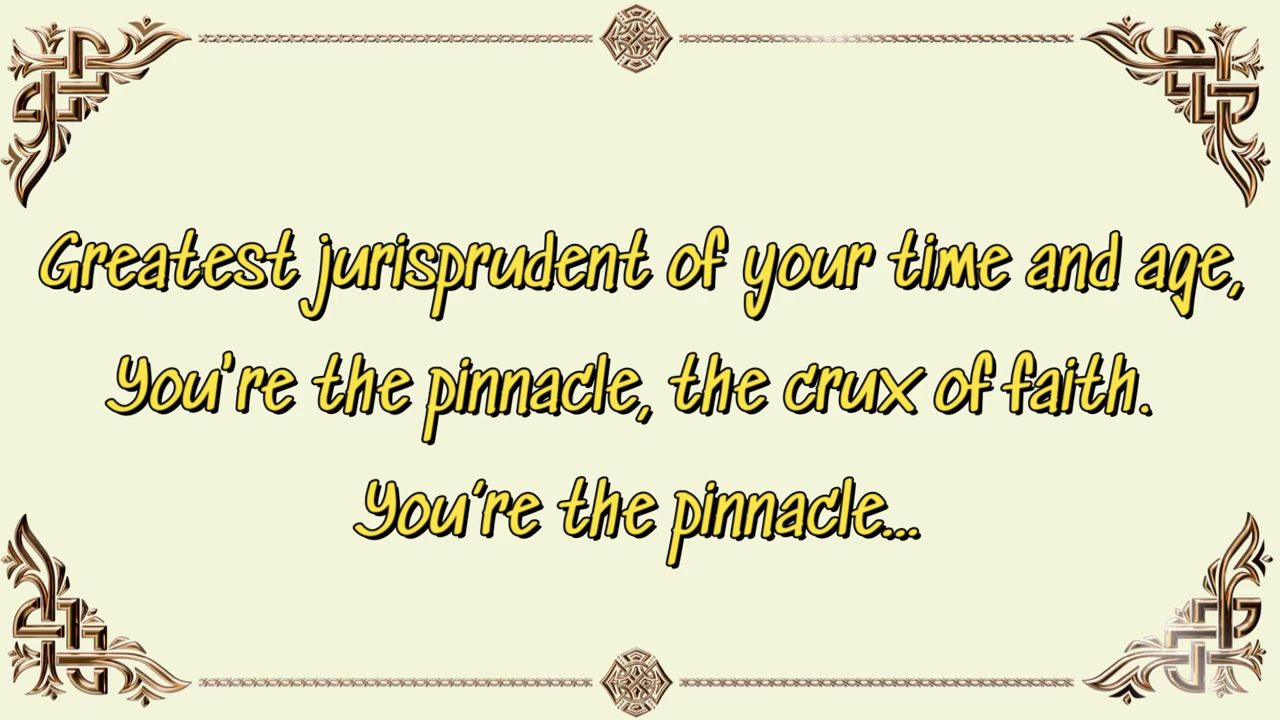 Greatest jurisprudent of your time and age,
You're the pinnacle, the crux of faith.
You're the pinnacle...